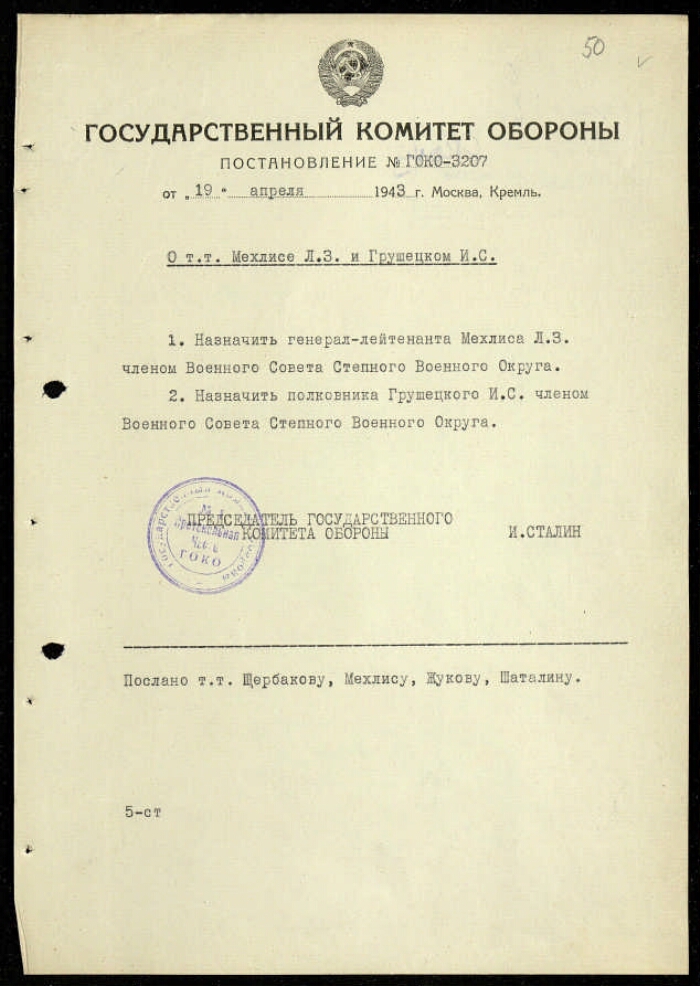 50
ГОСУДАРСТВЕННЫЙ КОМИТЕТ ОБОРОНЫ
ПОСТАНОВЛЕНИЕ № ГОКО-3207
от „19" апреля 1943 г. Москва, Кремль.
О т.т. Мехлисе Л.З. и Грушецком И.С.
1. Назначить генерал-лейтенанта Мехлиса Л.З.
членом Военного Совета Степного Военного Округа.
2. Назначить полковника Грушецкого И.С. членом
Военного Совета Степного Военного Округа.
ПРЕДСЕДАТЕЛЬ ГОСУДАРСТВЕННОГО
КОМИТЕТА ОБОРОНЫ И.СТАЛИН
ГОКО
Послано т.т. Щербакову, Мехлису, Жукову, Шаталину.
5-ст